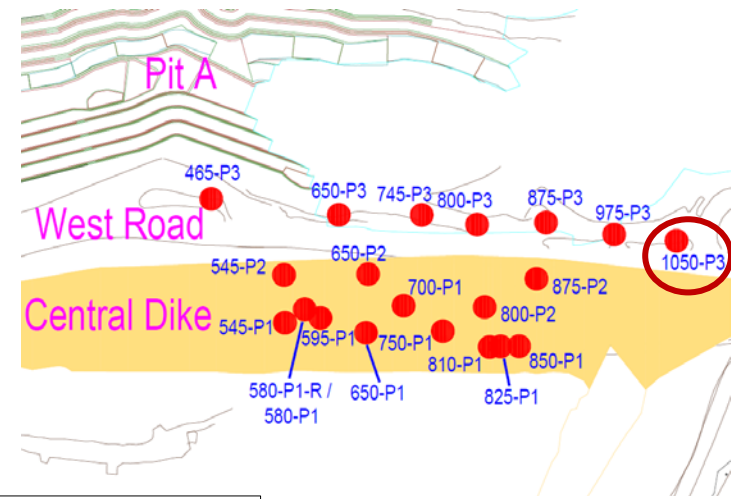 Pit A
465-P3
650-P3
745-P3
800-P3
875-P3
975-P3
West Road
1050-P3
545-P2
650-P2
875-P2
700-P1
800-P2
Central Dike
545-P1
595-P1
750-P1
810-P1
850-P1
580-P1-R /
580-P1
650-P1
825-P1